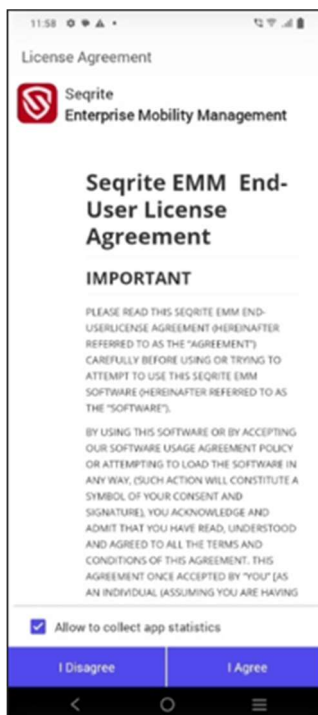 11:58
License Agreement
Seqrite
Enterprise Mobility Management
Seqrite EMM End-
User License
Agreement
IMPORTANT
PLEASE READ THIS SEQRITE EMM END-
USERLICENSE AGREEMENT (HEREINAFTER
REFERRED TO AS THE "AGREEMENT")
CAREFULLY BEFORE USING OR TRYING TO
ATTEMPT TO USE THIS SEQRITE EMM
SOFTWARE (HEREINAFTER REFERRED TO AS
THE "SOFTWARE").
BY USING THIS SOFTWARE OR BY ACCEPTING
OUR SOFTWARE USAGE AGREEMENT POLICY
OR ATTEMPTING TO LOAD THE SOFTWARE IN
ANY WAY, (SUCH ACTION WILL CONSTITUTE A
SYMBOL OF YOUR CONSENT AND
SIGNATURE), YOU ACKNOWLEDGE AND
ADMIT THAT YOU HAVE READ, UNDERSTOOD
AND AGREED TO ALL THE TERMS AND
CONDITIONS OF THIS AGREEMENT. THIS
AGREEMENT ONCE ACCEPTED BY "YOU" [AS
AN INDIVIDUAL (ASSUMING YOU ARE HAVING
Allow to collect app statistics
I Disagree
I Agree